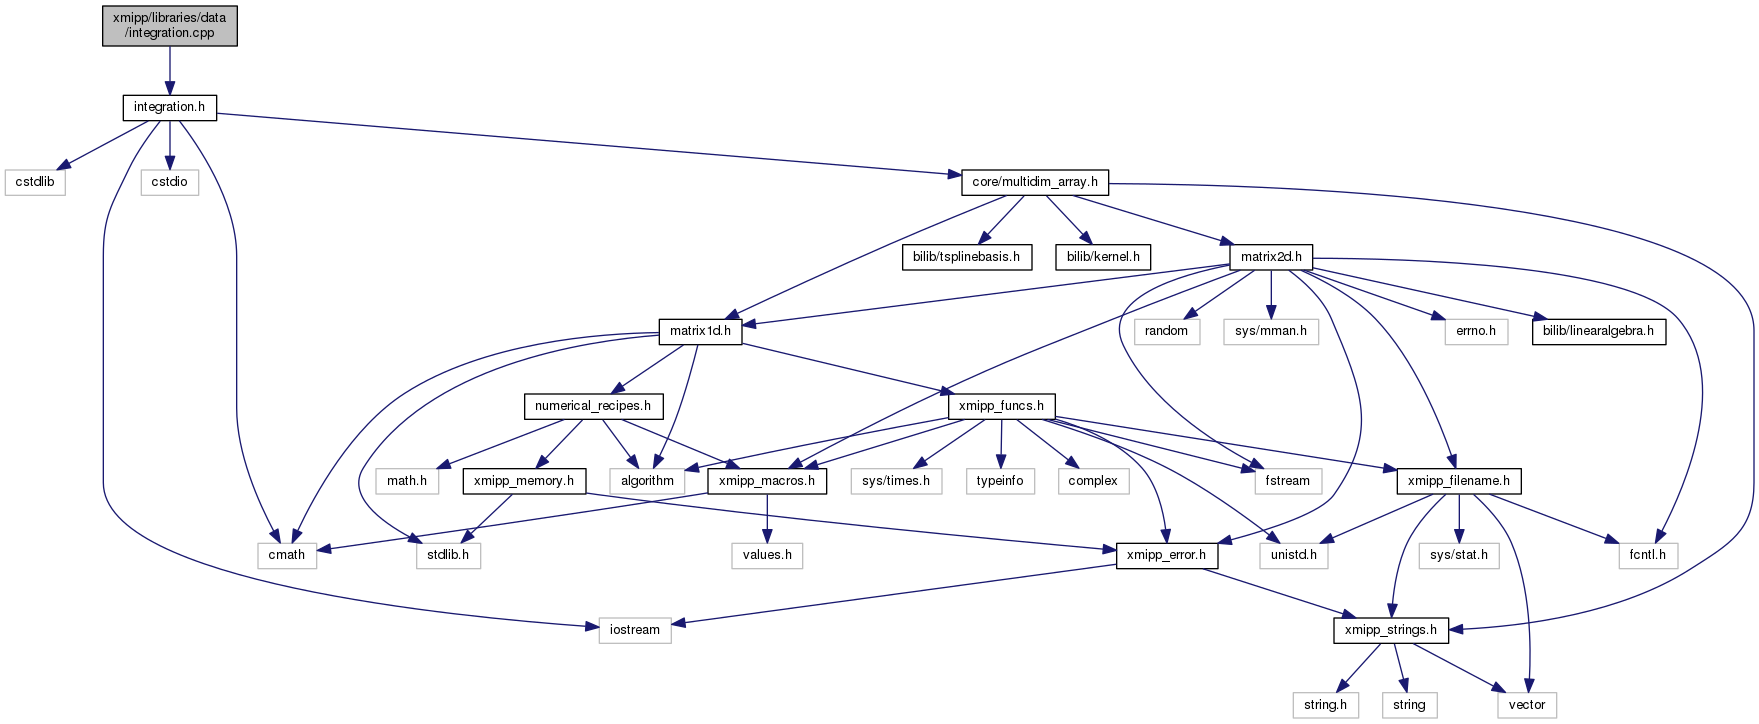 xmipp/libraries/data
/integration.cpp
integration.h
cstdlib
cstdio
core/multidim_array.h
bilib/tsplinebasis.h
bilib/kernel.h
matrix2d.h
matrix1d.h
random
sys/mman.h
errno.h
bilib/linearalgebra.h
numerical_recipes.h
xmipp_funcs.h
math.h
xmipp_memory.h
algorithm
xmipp_macros.h
sys/times.h
typeinfo
complex
fstream
xmipp_filename.h
cmath
stdlib.h
values.h
xmipp_error.h
unistd.h
sys/stat.h
fcntl.h
iostream
xmipp_strings.h
string.h
string
vector